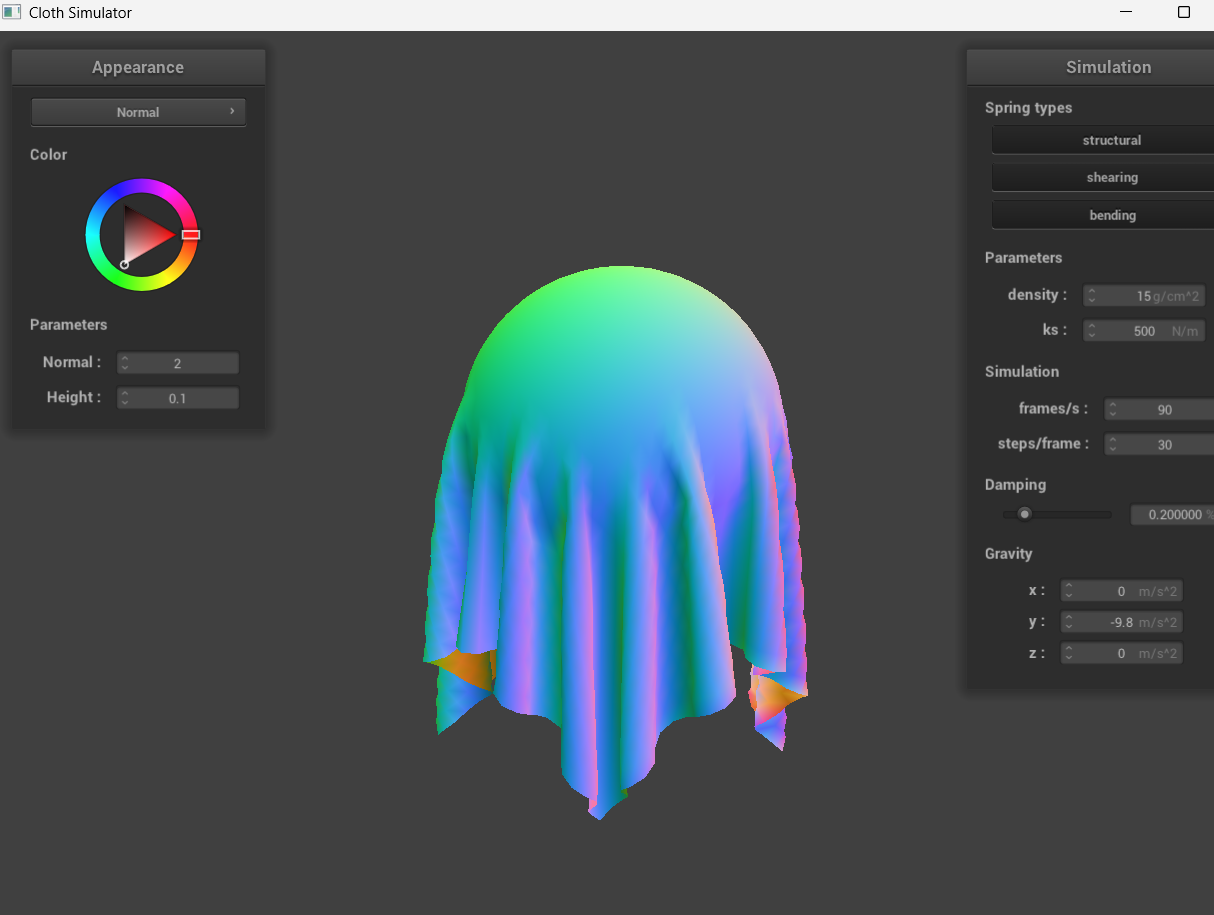 Cloth Simulator
Appearance
Normal
Color
Parameters
Normal :
2
Height :
0.1
Simulation
Spring types
structural
shearing
bending
Parameters
density :
15 g/cm^2
ks :
500 N/m
Simulation
frames/s :
90
steps/frame :
30
Damping
0.200000 %
Gravity
x :
0 m/s^2
y :
-9.8 m/s^2
z :
0 m/s^2